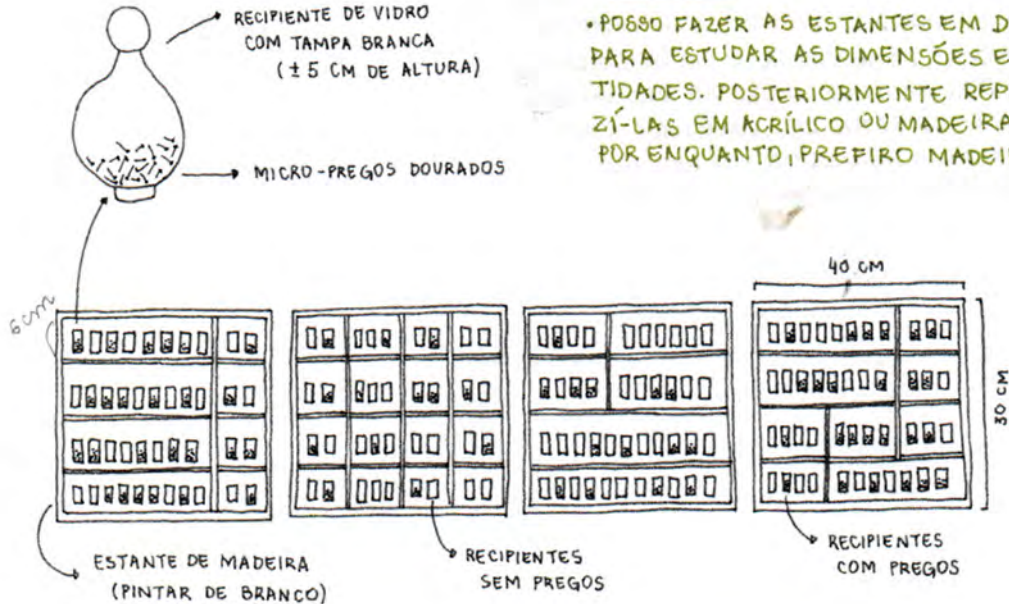 RECIPIENTE DE VIDRO
COM TAMPA BRANCA
(± 5 CM DE ALTURA)
MICRO-PREGOS DOURADOS
• POSSO FAZER AS ESTANTES EM
PARA ESTUDAR AS DIMENSÕES
TIDADES. POSTERIORMENTE
ZÍ-LAS EM ACRÍLICO OU MADEIRA
POR ENQUANTO, PREFIRO
6cm
40 CM
30 CM
ESTANTE DE MADEIRA
(PINTAR DE BRANCO)
RECIPIENTES
SEM PREGOS
RECIPIENTES
COM PREGOS